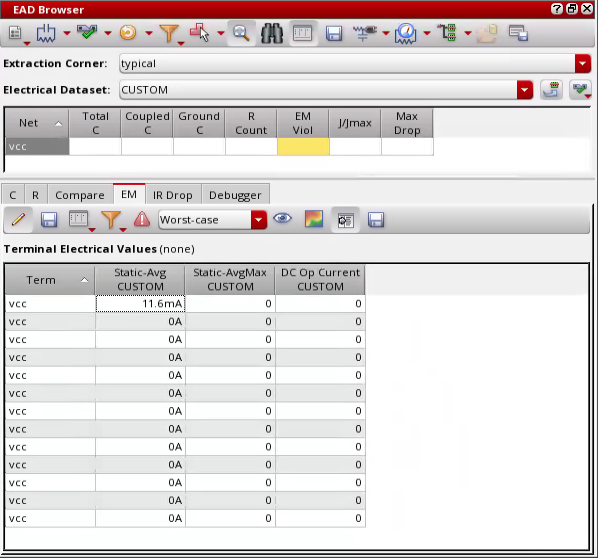 EAD Browser
Extraction Corner: typical
Electrical Dataset: CUSTOM
Net Total C Coupled C Ground C R Count EM Viol J/Jmax Max Drop
vcc
C R Compare EM IR Drop Debugger
Worst-case
Terminal Electrical Values (none)
Term Static-Avg CUSTOM Static-AvgMax CUSTOM DC Op Current CUSTOM
vcc 11.6mA 0 0
vcc 0A 0 0
vcc 0A 0 0
vcc 0A 0 0
vcc 0A 0 0
vcc 0A 0 0
vcc 0A 0 0
vcc 0A 0 0
vcc 0A 0 0
vcc 0A 0 0
vcc 0A 0 0
vcc 0A 0 0
vcc 0A 0 0